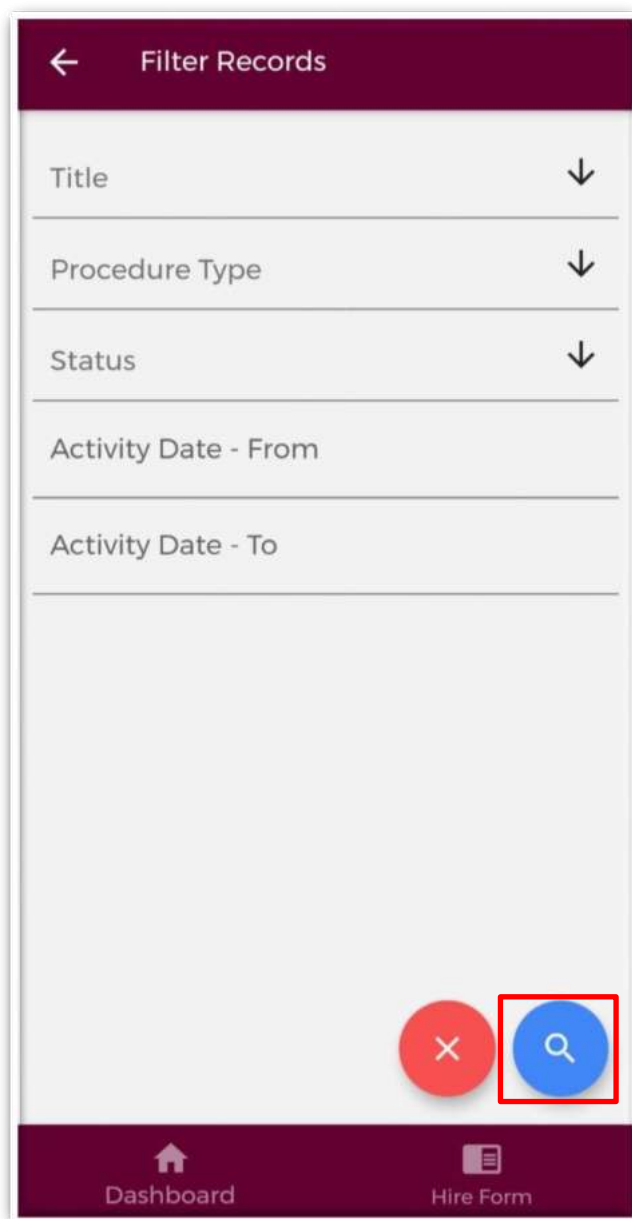 Filter Records
Title
Procedure Type
Status
Activity Date - From
Activity Date - To
Dashboard
Hire Form